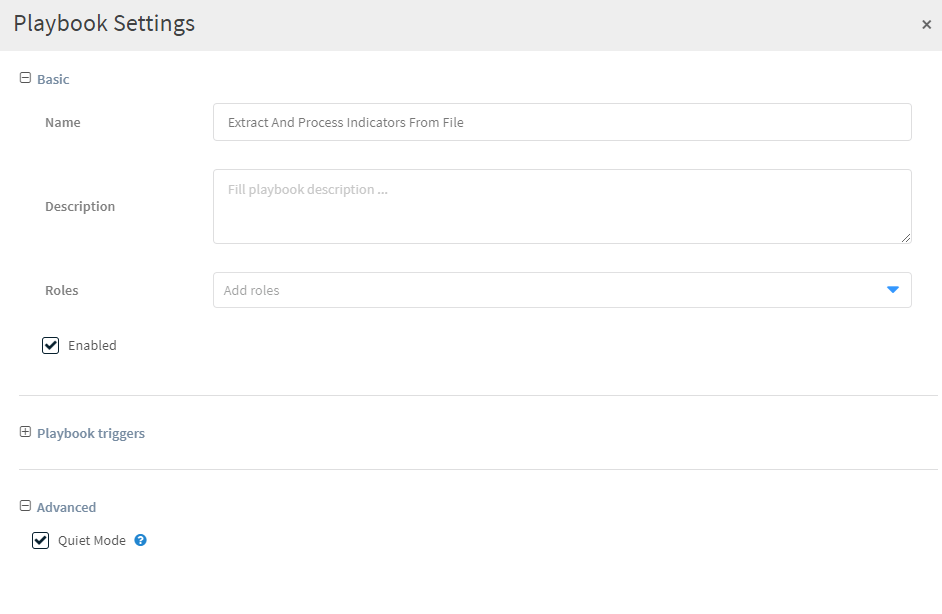 Playbook Settings
×
Basic
Name
Extract And Process Indicators From File
Description
Fill playbook description ...
Roles
Add roles
Enabled
Playbook triggers
Advanced
Quiet Mode ?